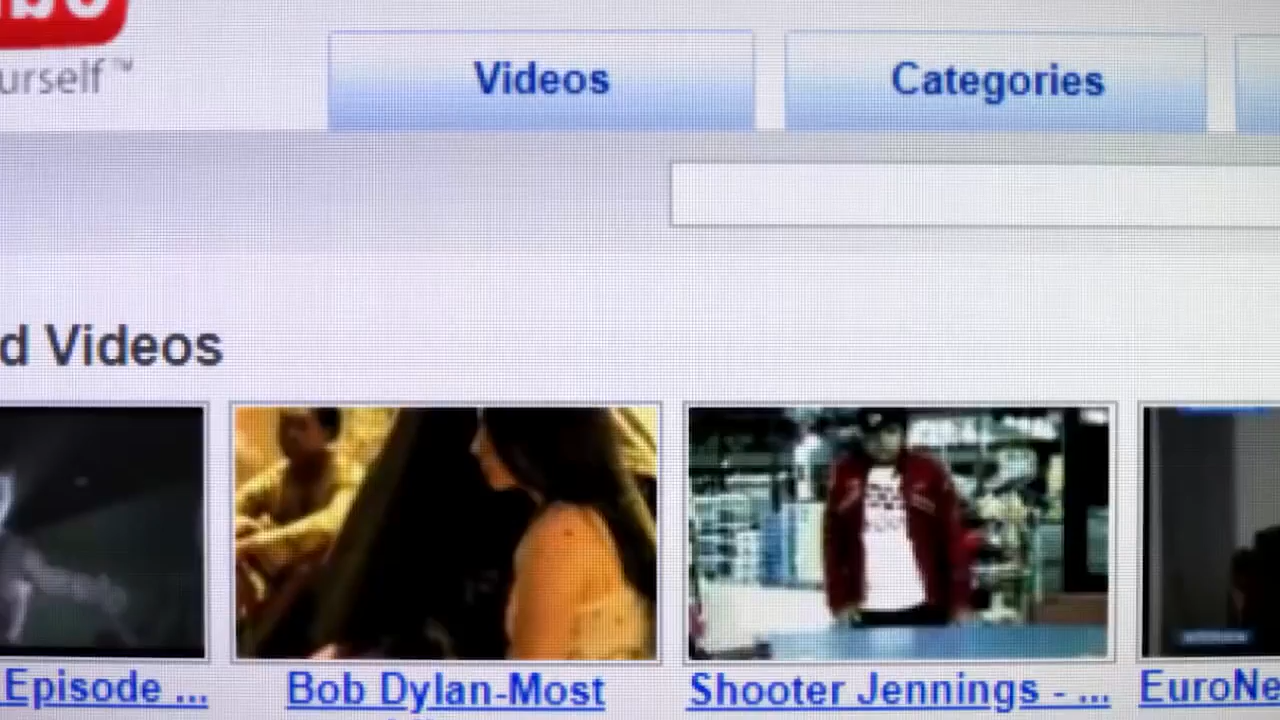 urself™
Videos
Categories
d Videos
Episode ...
Bob Dylan-Most
Shooter Jennings - ...
EuroNe